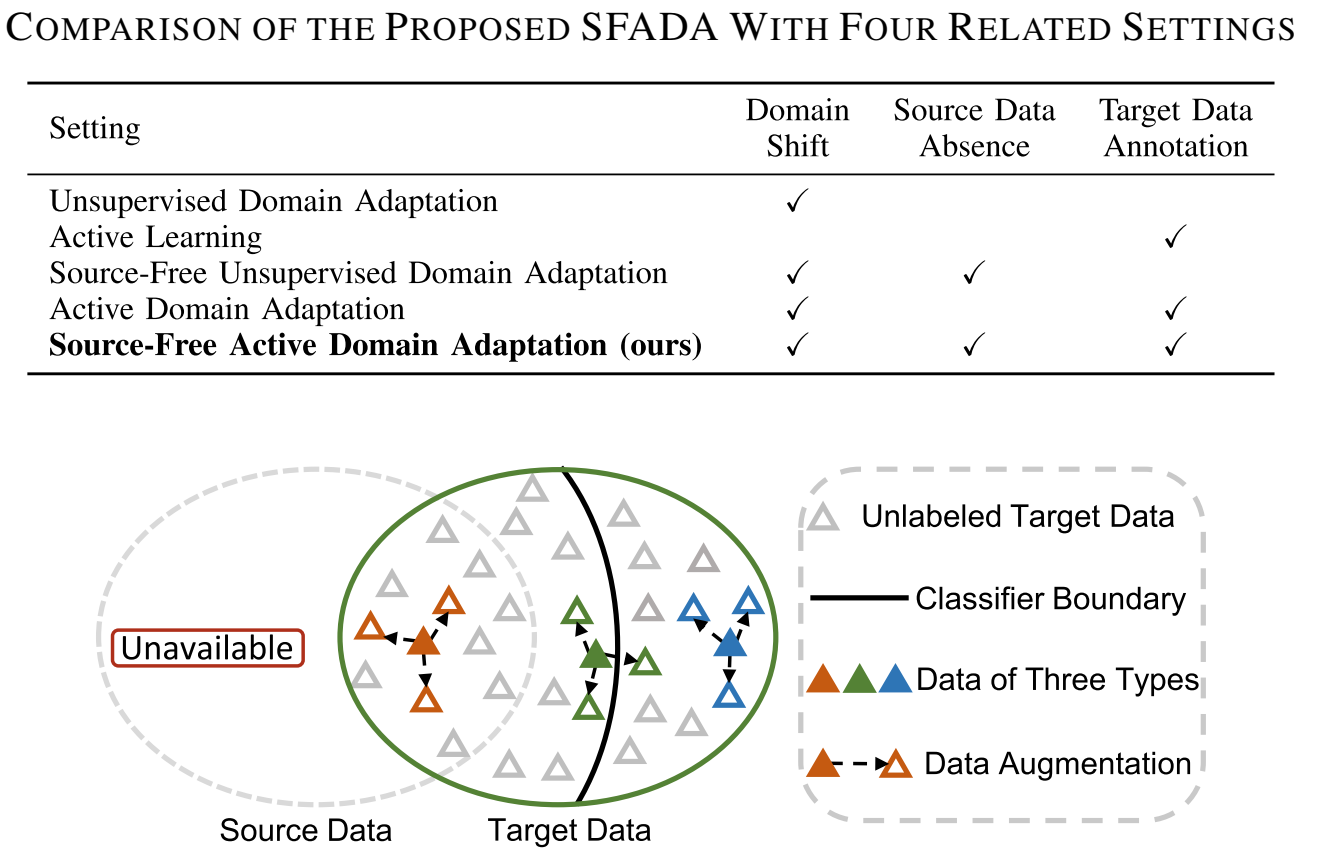 COMPARISON OF THE PROPOSED SFADA WITH FOUR RELATED SETTINGS
Setting Domain Shift Source Data Absence Target Data Annotation
Unsupervised Domain Adaptation ✓
Active Learning ✓
Source-Free Unsupervised Domain Adaptation ✓ ✓
Active Domain Adaptation ✓ ✓
Source-Free Active Domain Adaptation (ours) ✓ ✓ ✓
Unavailable
Source Data
Target Data
Unlabeled Target Data
Classifier Boundary
Data of Three Types
Data Augmentation